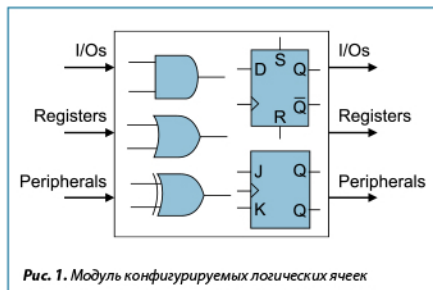 I/Os
Registers
Peripherals
D
S
Q
Q̅
R
J
K
Q
Q
I/Os
Registers
Peripherals
Рис. 1. Модуль конфигурируемых логических ячеек